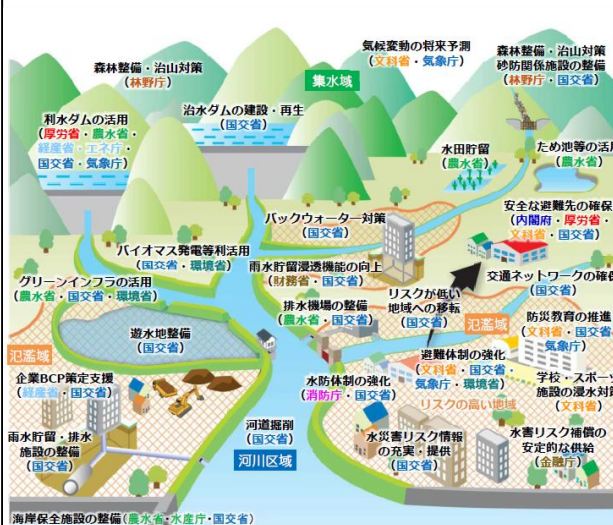 気候変動の将来予測
(文科省・気象庁)
森林整備・治山対策
砂防関係施設の整備
(林野庁・国交省)
森林整備・治山対策
(林野庁)
集水域
利水ダムの活用
(厚労省・農水省・
経産省・エネ庁・
国交省・気象庁)
治水ダムの建設・再生
(国交省)
水田貯留
(農水省)
ため池等の活用
(農水省)
安全な避難先の確保
(内閣府・厚労省・
文科省・国交省)
バックウォーター対策
(国交省)
バイオマス発電等利活用
(国交省・環境省)
雨水貯留浸透機能の向上
(財務省・国交省)
交通ネットワークの確保
(国交省)
グリーンインフラの活用
(農水省・国交省・環境省)
排水機場の整備
(農水省・国交省)
リスクが低い
地域への移転
(国交省)
氾濫域
防災教育の推進
(文科省・国交省・
気象庁)
遊水地整備
(国交省)
氾濫域
避難体制の強化
(文科省・国交省・
気象庁・環境省)
企業BCP策定支援
(経産省・国交省)
水防体制の強化
(消防庁・国交省)
リスクの高い地域
学校・スポーツ
施設の浸水対策
(文科省)
雨水貯留・排水
施設の整備
(国交省)
河道掘削
(国交省)
河川区域
水災害リスク情報
の充実・提供
(国交省)
水害リスク補償の
安定的な供給
(金融庁)
海岸保全施設の整備(農水省・水産庁・国交省)